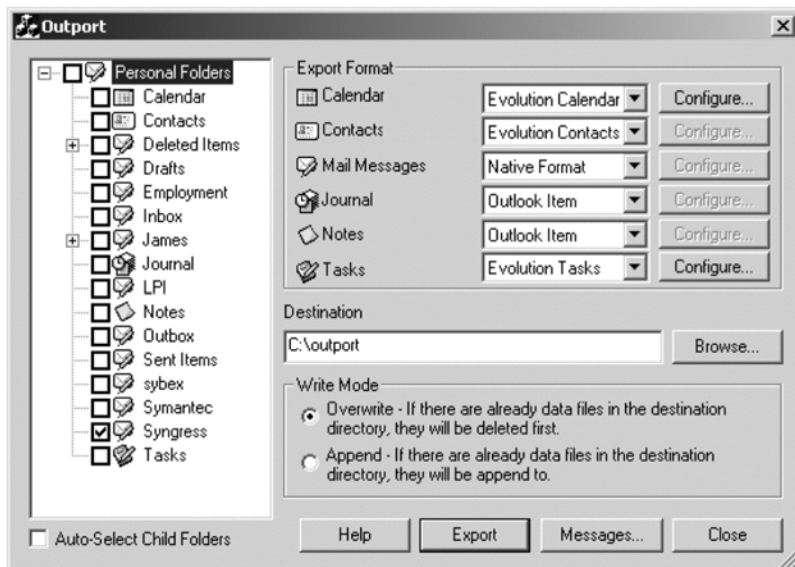 Outport
Personal Folders
Calendar
Contacts
Deleted Items
Drafts
Employment
Inbox
James
Journal
LPI
Notes
Outbox
Sent Items
sybex
Symantec
Syngress
Tasks
Auto-Select Child Folders
Export Format
Calendar Evolution Calendar Configure...
Contacts Evolution Contacts Configure...
Mail Messages Native Format Configure...
Journal Outlook Item Configure...
Notes Outlook Item Configure...
Tasks Evolution Tasks Configure...
Destination
C:\outport Browse...
Write Mode
Overwrite - If there are already data files in the destination
directory, they will be deleted first.
Append - If there are already data files in the destination
directory, they will be append to.
Help Export Messages... Close